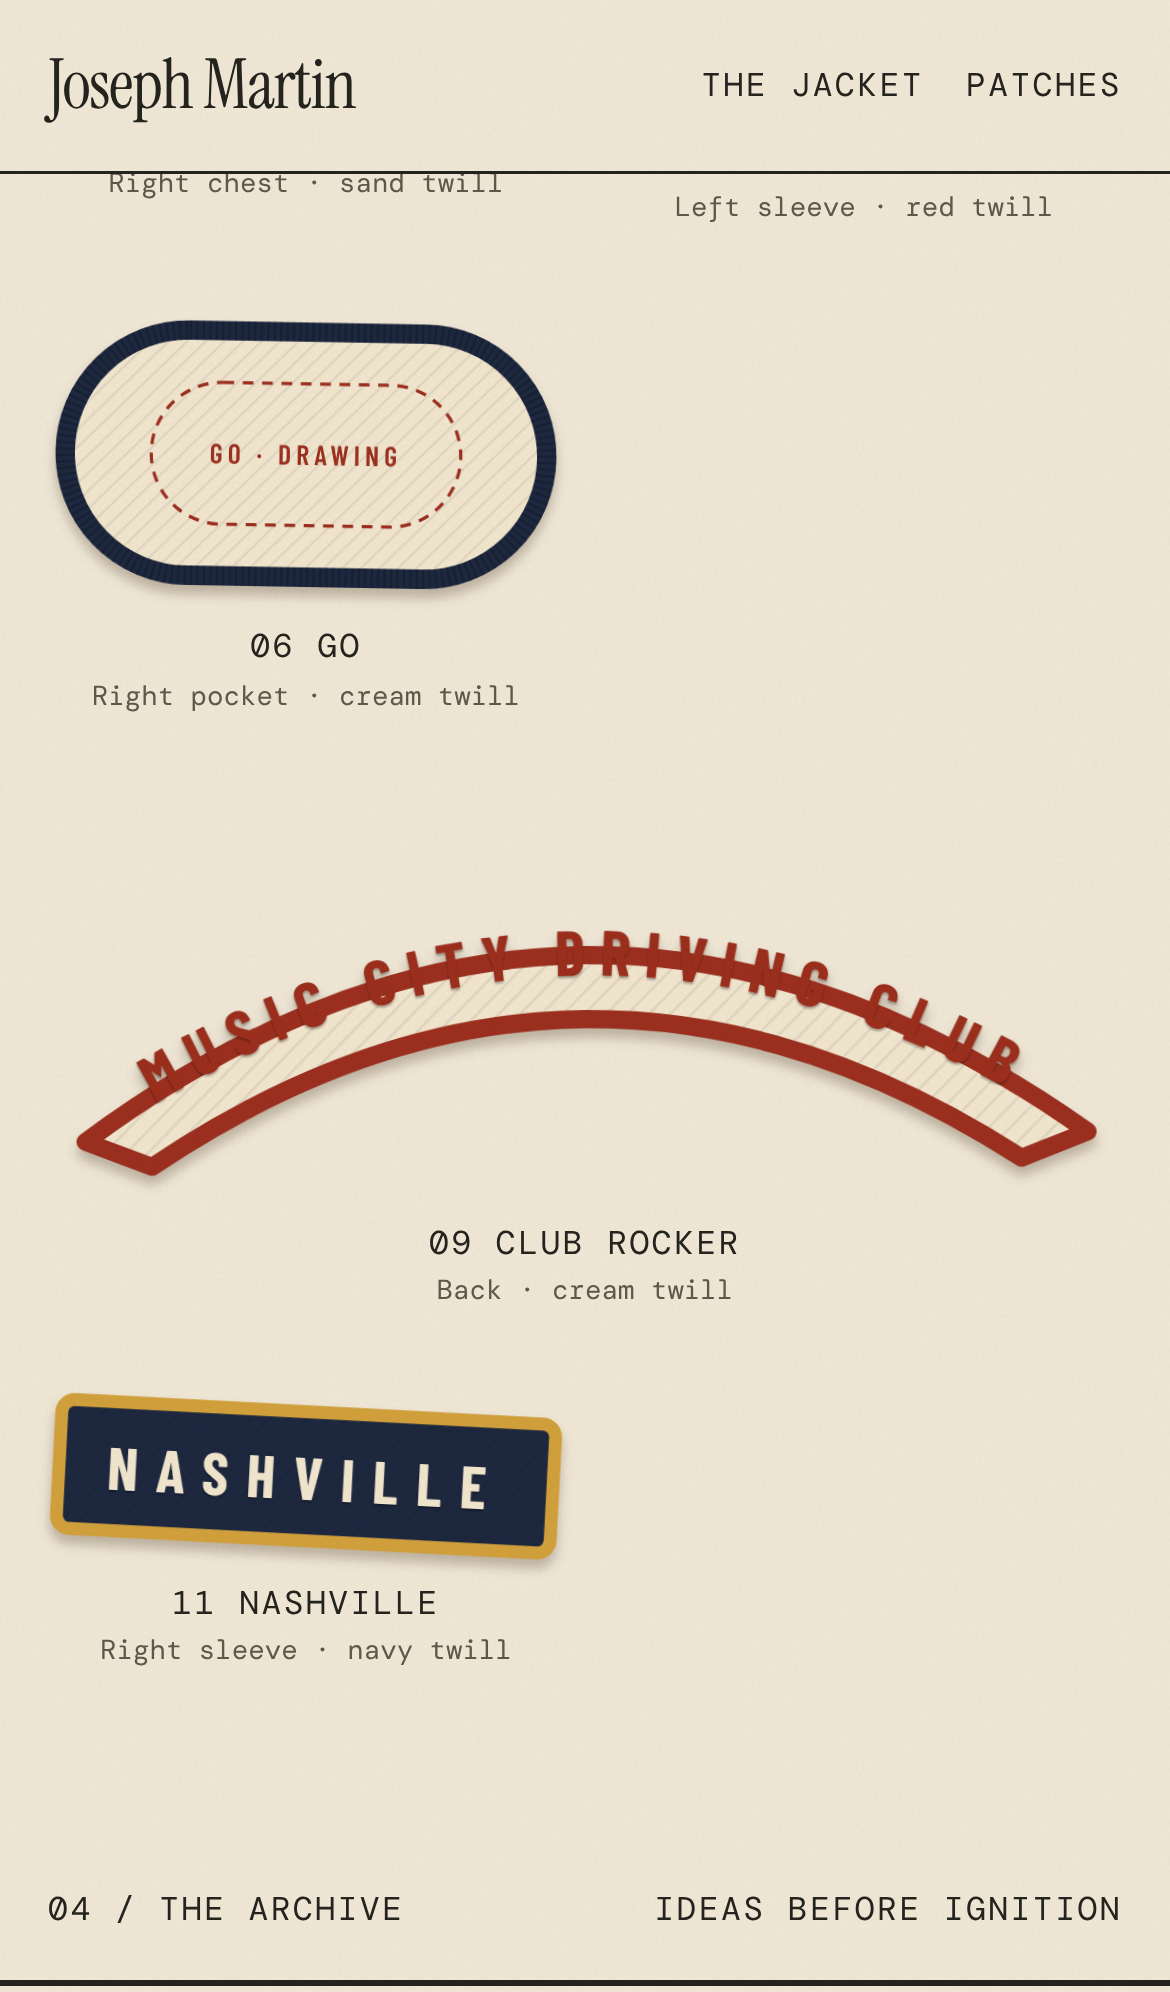 Joseph Martin
THE JACKET PATCHES
Right chest · sand twill
Left sleeve · red twill
GO · DRAWING
06 GO
Right pocket · cream twill
MUSIC CITY DRIVING CLUB
09 CLUB ROCKER
Back · cream twill
NASHVILLE
11 NASHVILLE
Right sleeve · navy twill
04 / THE ARCHIVE
IDEAS BEFORE IGNITION